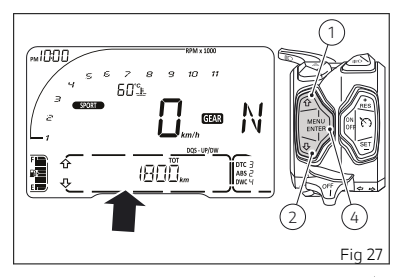 RPM x 1000
PM 1000
4 5 6 7 8 9 10 11
3
2
1
60°C
SPORT
0 km/h
GEAR N
DQS - UP/DW
F
E
TOT
1800 km
DTC 3
ABS 2
DWC 4
1
MENU
ENTER
RES
ON
OFF
SET
OFF
2
4
Fig 27